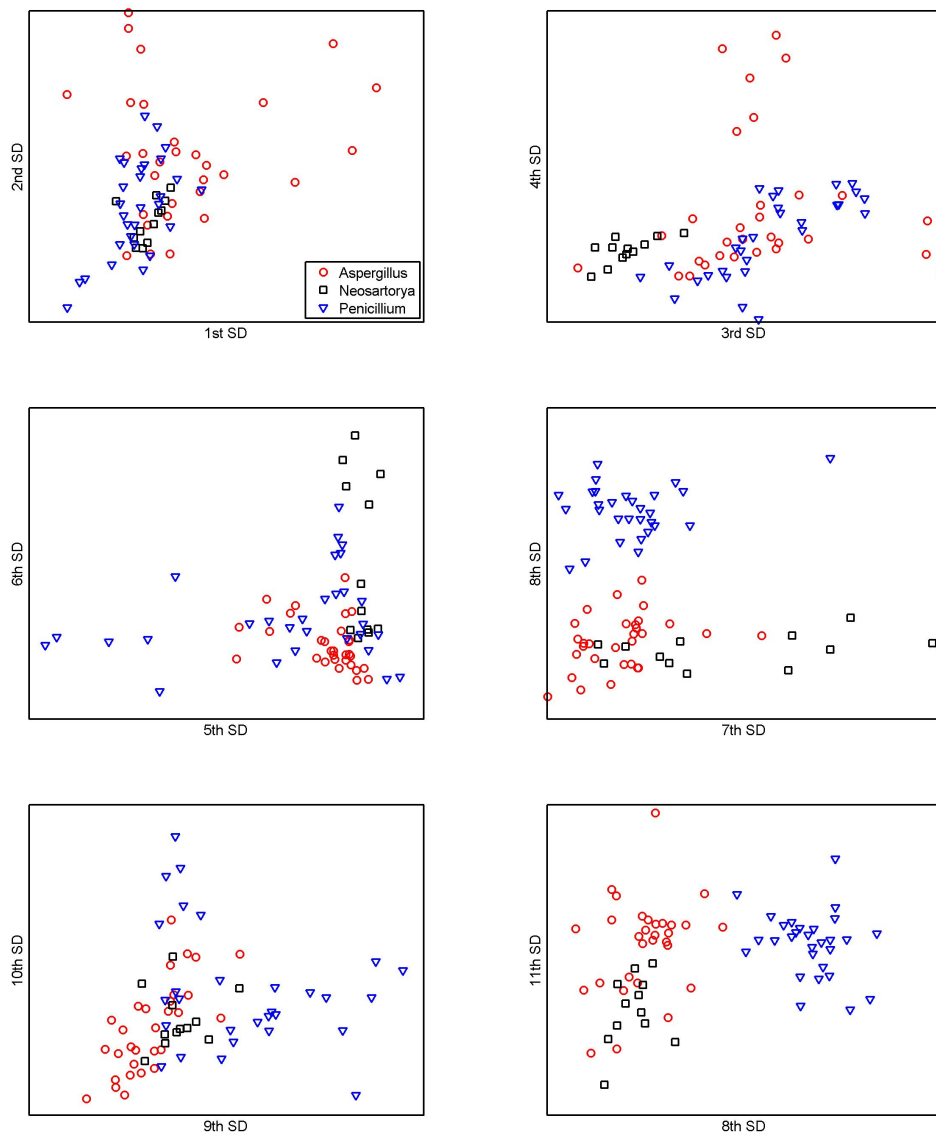 2nd SD
Aspergillus
Neosartorya
Penicillium
1st SD
4th SD
3rd SD
6th SD
5th SD
8th SD
7th SD
10th SD
9th SD
11th SD
8th SD